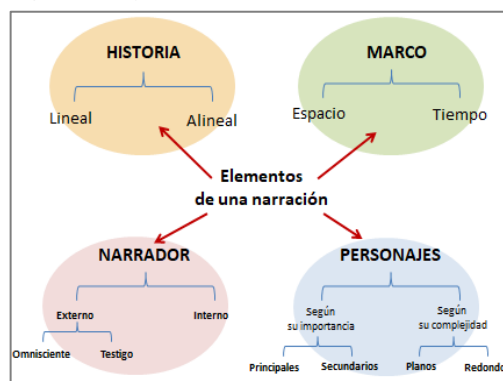 HISTORIA
Lineal
Alineal
MARCO
Espacio
Tiempo
Elementos
de una narración
NARRADOR
Externo
Interno
Omnisciente
Testigo
PERSONAJES
Según
su importancia
Según
su complejidad
Principales
Secundarios
Planos
Redondo